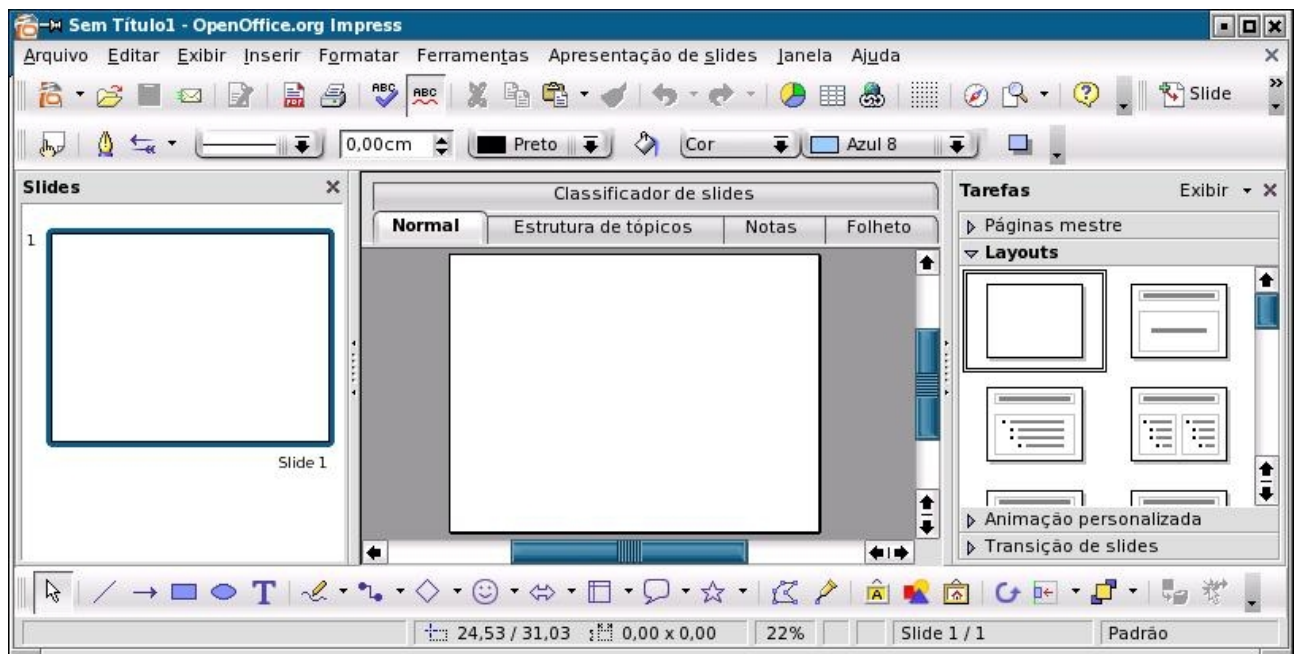 Sem Título1 - OpenOffice.org Impress
Arquivo Editar Exibir Inserir Formatar Ferramentas Apresentação de slides Janela Ajuda
ABC ABC Slide
0,00cm Preto Cor Azul 8
Slides
1
Slide 1
Classificador de slides
Normal Estrutura de tópicos Notas Folheto
Tarefas Exibir
Páginas mestre
Layouts
Animação personalizada
Transição de slides
T A
24,53 / 31,03 0,00 x 0,00 22% Slide 1 / 1 Padrão